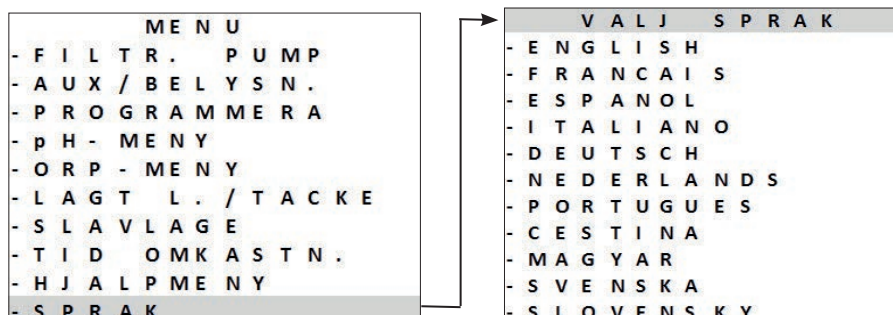 MENU
-FILTR. PUMP
-AUX/BELYSN.
-PROGRAMMERA
-pH- MENY
-ORP-MENY
-LAGT L./TACKE
-SLAVLAGE
-TID OMKASTN.
-HJALPMENY
-SPRAK
VALJ SPRAK
-ENGLISH
-FRANCAIS
-ESPANOL
-ITALIANO
-DEUTSCH
-NEDERLANDS
-PORTUGUES
-CESTINA
-MAGYAR
-SVENSKA
-SLOVENSKY